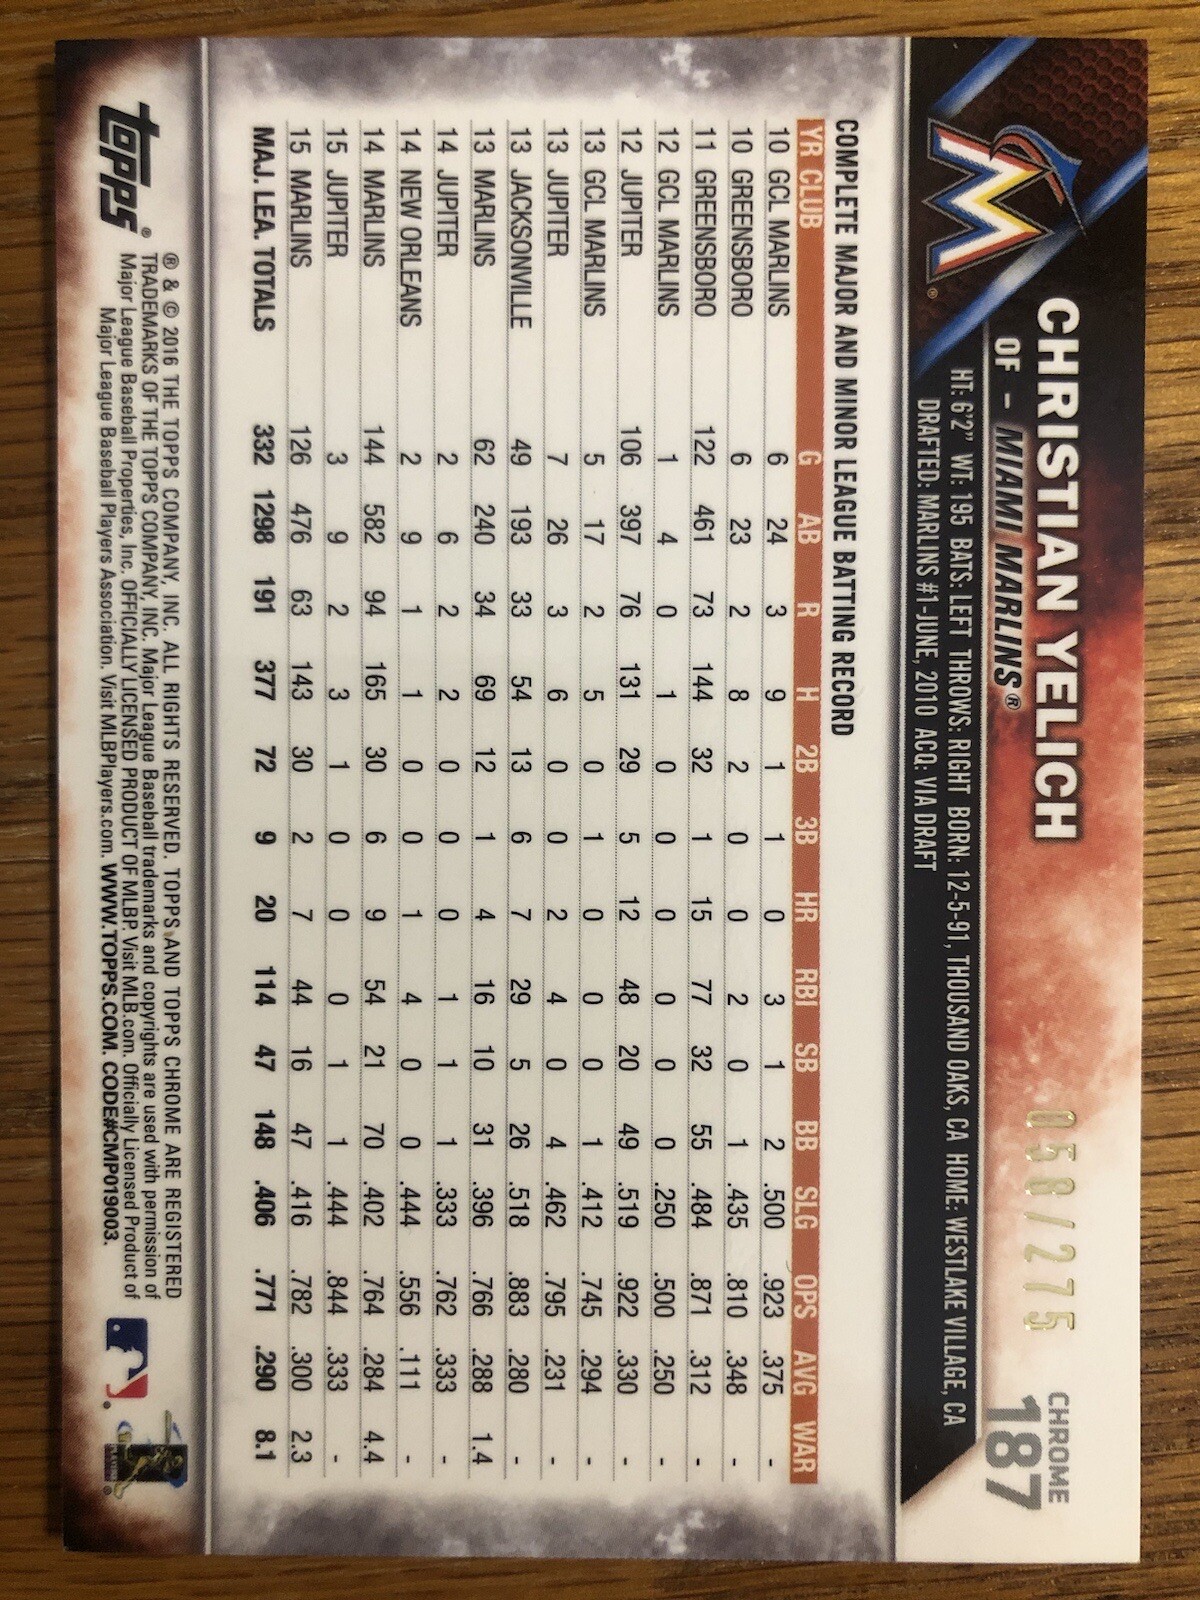 CHRISTIAN YELICH
058/275
CHROME
187
OF - MIAMI MARLINS®
HT: 6'2" WT: 195 BATS: LEFT THROWS: RIGHT BORN: 12-5-91, THOUSAND OAKS, CA HOME: WESTLAKE VILLAGE, CA
DRAFTED: MARLINS #1-JUNE, 2010 ACQ: VIA DRAFT
COMPLETE MAJOR AND MINOR LEAGUE BATTING RECORD
YR CLUB G AB R H 2B 3B HR RBI SB BB SLG OPS AVG WAR
10 GCL MARLINS 6 24 3 9 1 1 0 3 1 2 .500 .923 .375 -
10 GREENSBORO 6 23 2 8 2 0 0 2 0 1 .435 .810 .348 -
11 GREENSBORO 122 461 73 144 32 1 15 77 32 55 .484 .871 .312 -
12 GCL MARLINS 1 4 0 1 0 0 0 0 0 0 .250 .500 .250 -
12 JUPITER 106 397 76 131 29 5 12 48 20 49 .519 .922 .330 -
13 GCL MARLINS 5 17 2 5 0 1 0 0 0 1 .412 .745 .294 -
13 JUPITER 7 26 3 6 0 0 2 4 0 4 .462 .795 .231 -
13 JACKSONVILLE 49 193 33 54 13 6 7 29 5 26 .518 .883 .280 -
13 MARLINS 62 240 34 69 12 1 4 16 10 31 .396 .766 .288 1.4
14 JUPITER 2 6 2 2 0 0 0 1 1 1 .333 .762 .333 -
14 NEW ORLEANS 2 9 1 1 0 0 1 4 0 0 .444 .556 .111 -
14 MARLINS 144 582 94 165 30 6 9 54 21 70 .402 .764 .284 4.4
15 JUPITER 3 9 2 3 1 0 0 0 1 1 .444 .844 .333 -
15 MARLINS 126 476 63 143 30 2 7 44 16 47 .416 .782 .300 2.3
MAJ. LEA. TOTALS 332 1298 191 377 72 9 20 114 47 148 .406 .771 .290 8.1
Topps®
® & © 2016 THE TOPPS COMPANY, INC. ALL RIGHTS RESERVED. TOPPS AND TOPPS CHROME ARE REGISTERED
TRADEMARKS OF THE TOPPS COMPANY, INC. Major League Baseball trademarks and copyrights are used with permission of
Major League Baseball Properties, Inc. OFFICIALLY LICENSED PRODUCT OF MLBP. Visit MLB.com. Officially Licensed Product of
Major League Baseball Players Association. Visit MLBPlayers.com. WWW.TOPPS.COM. CODE#CMP019003.